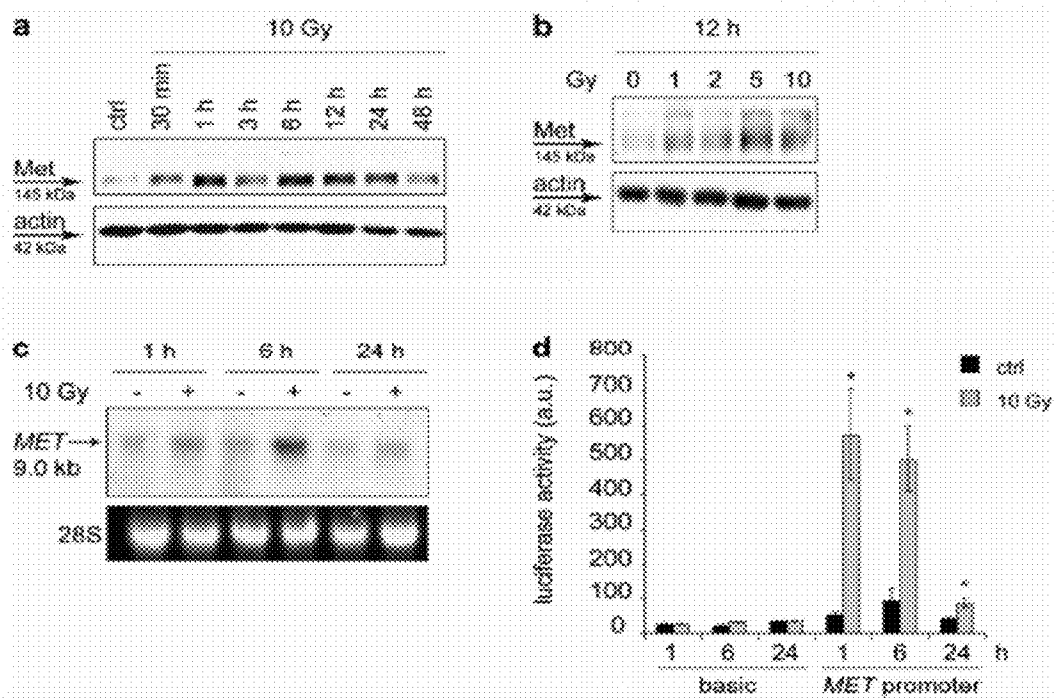 a
10 Gy
ctrl
30 min
1 h
3 h
6 h
12 h
24 h
48 h
Met
145 kDa
actin
42 kDa
b
12 h
Gy 0 1 2 5 10
Met
145 kDa
actin
42 kDa
c
1 h 6 h 24 h
10 Gy - + - + - +
MET
9.0 kb
28S
d
luciferase activity (a.u.)
800
700
600
500
400
300
200
100
0
ctrl
10 Gy
* * *
1 6 24 1 6 24 h
basic MET promoter